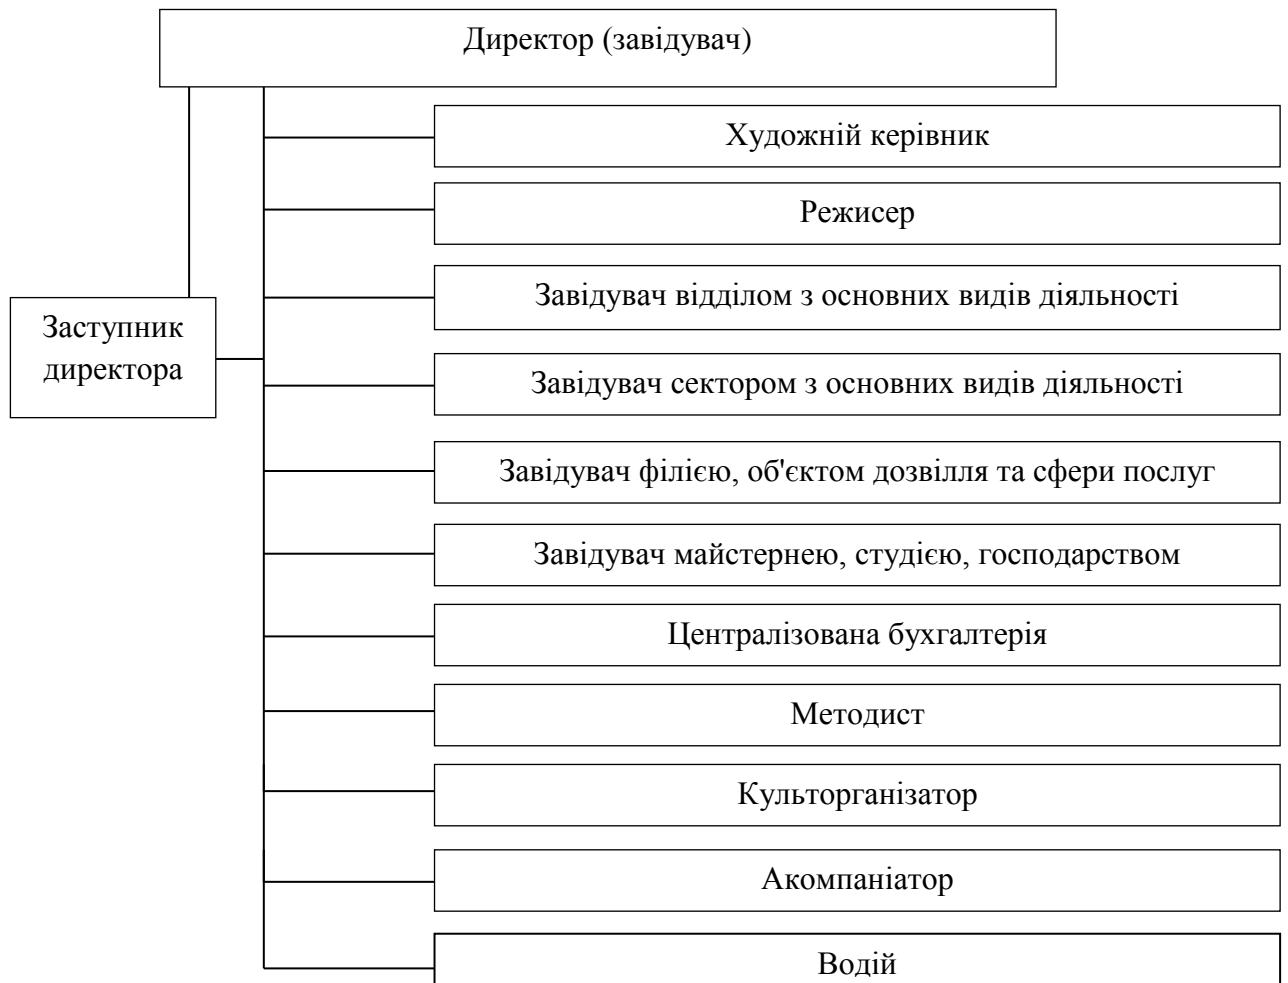 Директор (завідувач)
Художній керівник
Режисер
Завідувач відділом з основних видів діяльності
Заступник
директора
Завідувач сектором з основних видів діяльності
Завідувач філією, об'єктом дозвілля та сфери послуг
Завідувач майстернею, студією, господарством
Централізована бухгалтерія
Методист
Культорганізатор
Акомпаніатор
Водій